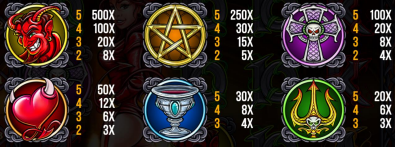 5 500X
4 100X
3 20X
2 8X
5 250X
4 30X
3 15X
2 5X
5 100X
4 20X
3 8X
2 4X
5 50X
4 12X
3 6X
2 3X
5 30X
4 8X
3 4X
5 20X
4 6X
3 3X